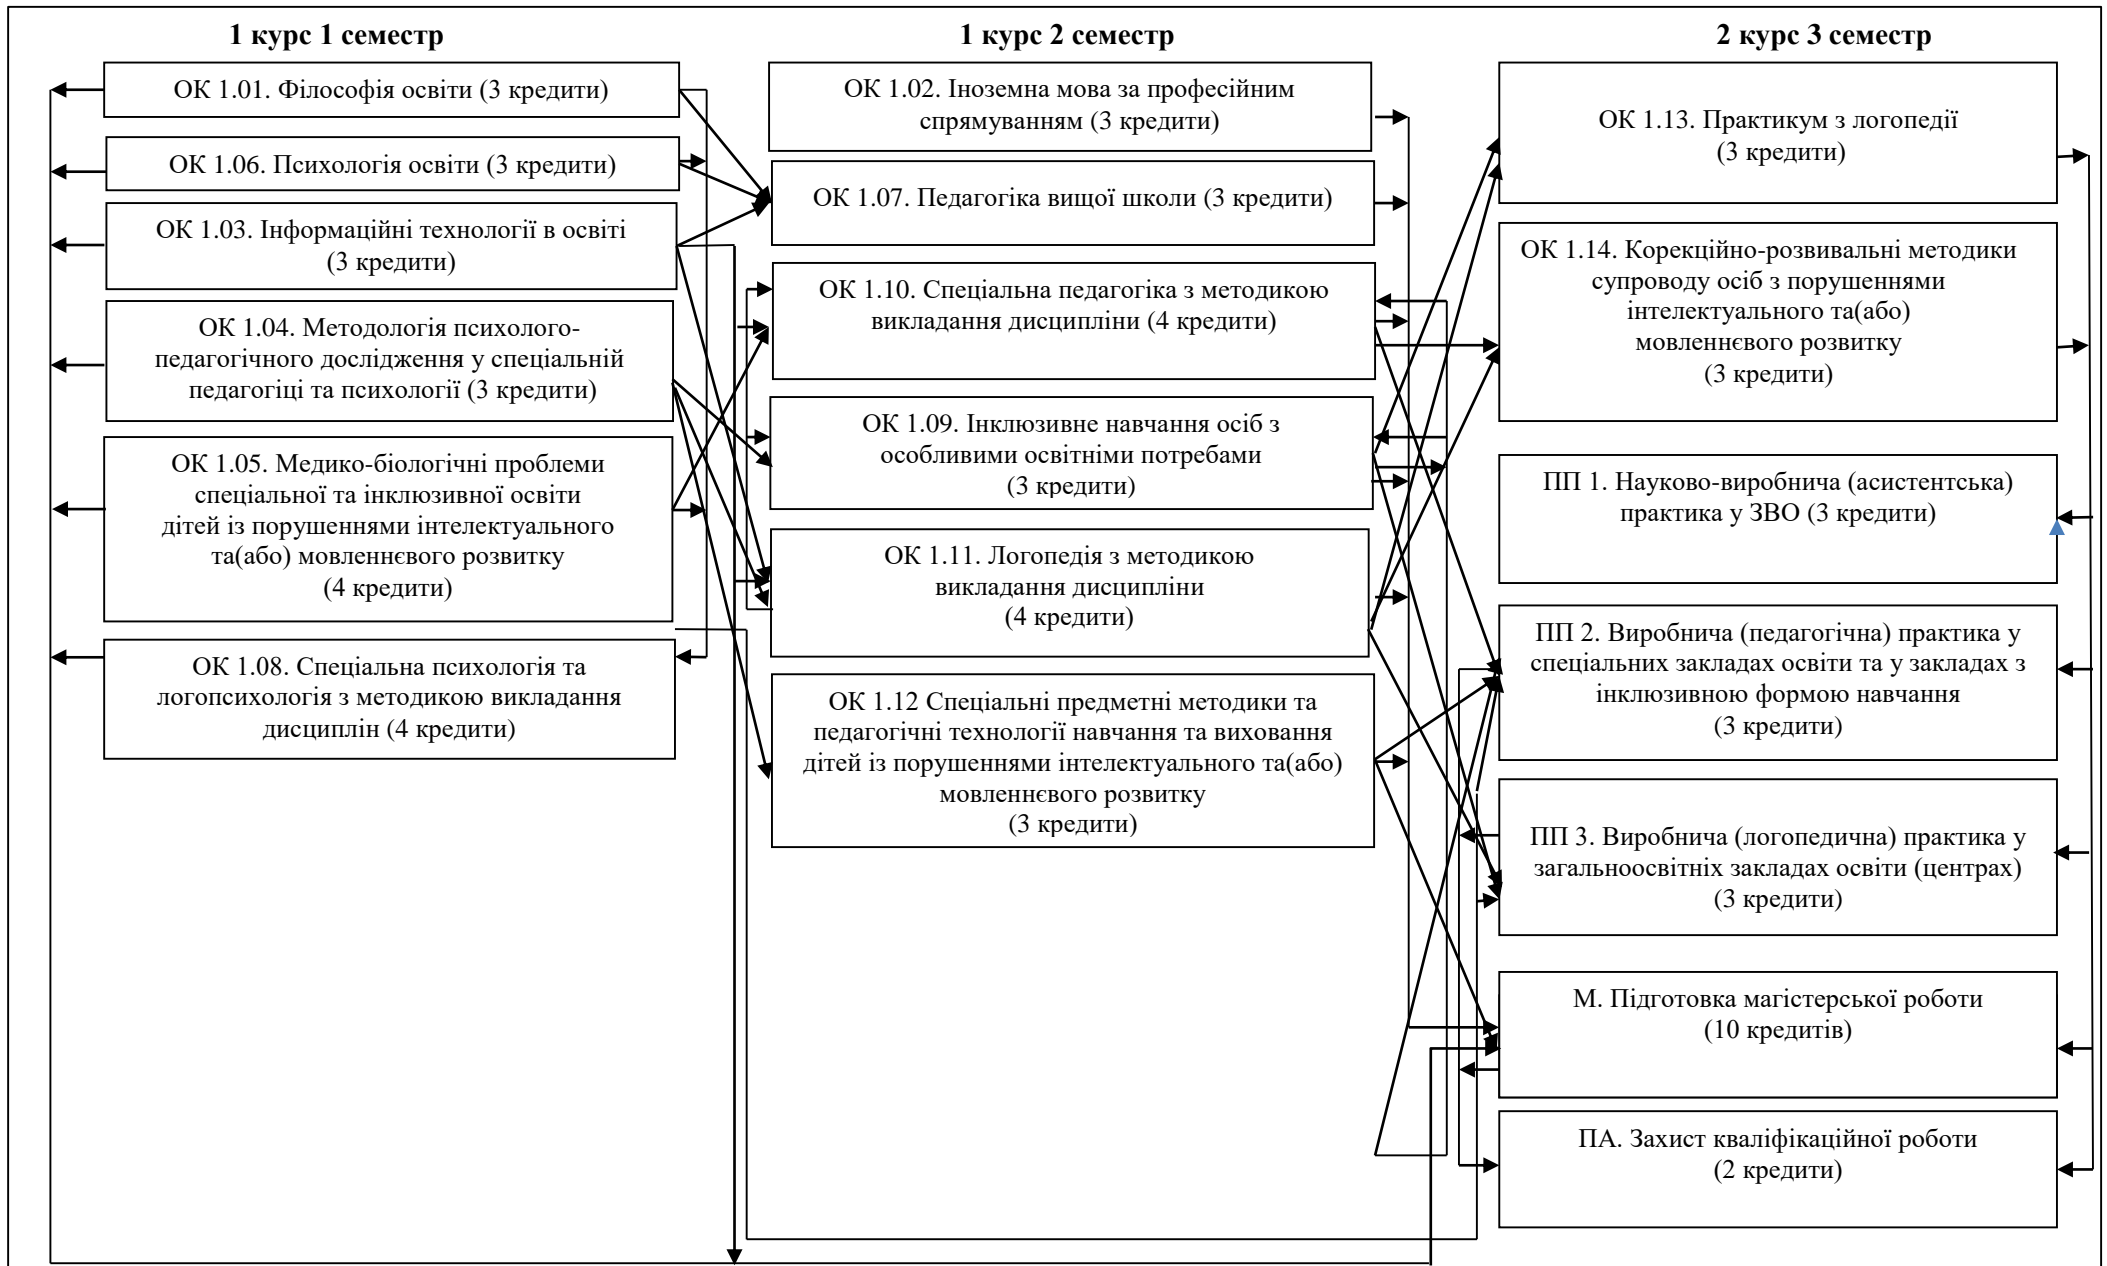 1 курс 1 семестр
ОК 1.01. Філософія освіти (3 кредити)
ОК 1.06. Психологія освіти (3 кредити)
ОК 1.03. Інформаційні технології в освіті
(3 кредити)
ОК 1.04. Методологія психолого-
педагогічного дослідження у спеціальній
педагогіці та психології (3 кредити)
ОК 1.05. Медико-біологічні проблеми
спеціальної та інклюзивної освіти
дітей із порушеннями інтелектуального
та(або) мовленнєвого розвитку
(4 кредити)
ОК 1.08. Спеціальна психологія та
логопсихологія з методикою викладання
дисциплін (4 кредити)
1 курс 2 семестр
ОК 1.02. Іноземна мова за професійним
спрямуванням (3 кредити)
ОК 1.07. Педагогіка вищої школи (3 кредити)
ОК 1.10. Спеціальна педагогіка з методикою
викладання дисципліни (4 кредити)
ОК 1.09. Інклюзивне навчання осіб з
особливими освітніми потребами
(3 кредити)
ОК 1.11. Логопедія з методикою
викладання дисципліни
(4 кредити)
ОК 1.12 Спеціальні предметні методики та
педагогічні технології навчання та виховання
дітей із порушеннями інтелектуального та(або)
мовленнєвого розвитку
(3 кредити)
2 курс 3 семестр
ОК 1.13. Практикум з логопедії
(3 кредити)
ОК 1.14. Корекційно-розвивальні методики
супроводу осіб з порушеннями
інтелектуального та(або)
мовленнєвого розвитку
(3 кредити)
ПП 1. Науково-виробнича (асистентська)
практика у ЗВО (3 кредити)
ПП 2. Виробнича (педагогічна) практика у
спеціальних закладах освіти та у закладах з
інклюзивною формою навчання
(3 кредити)
ПП 3. Виробнича (логопедична) практика у
загальноосвітніх закладах освіти (центрах)
(3 кредити)
М. Підготовка магістерської роботи
(10 кредитів)
ПА. Захист кваліфікаційної роботи
(2 кредити)